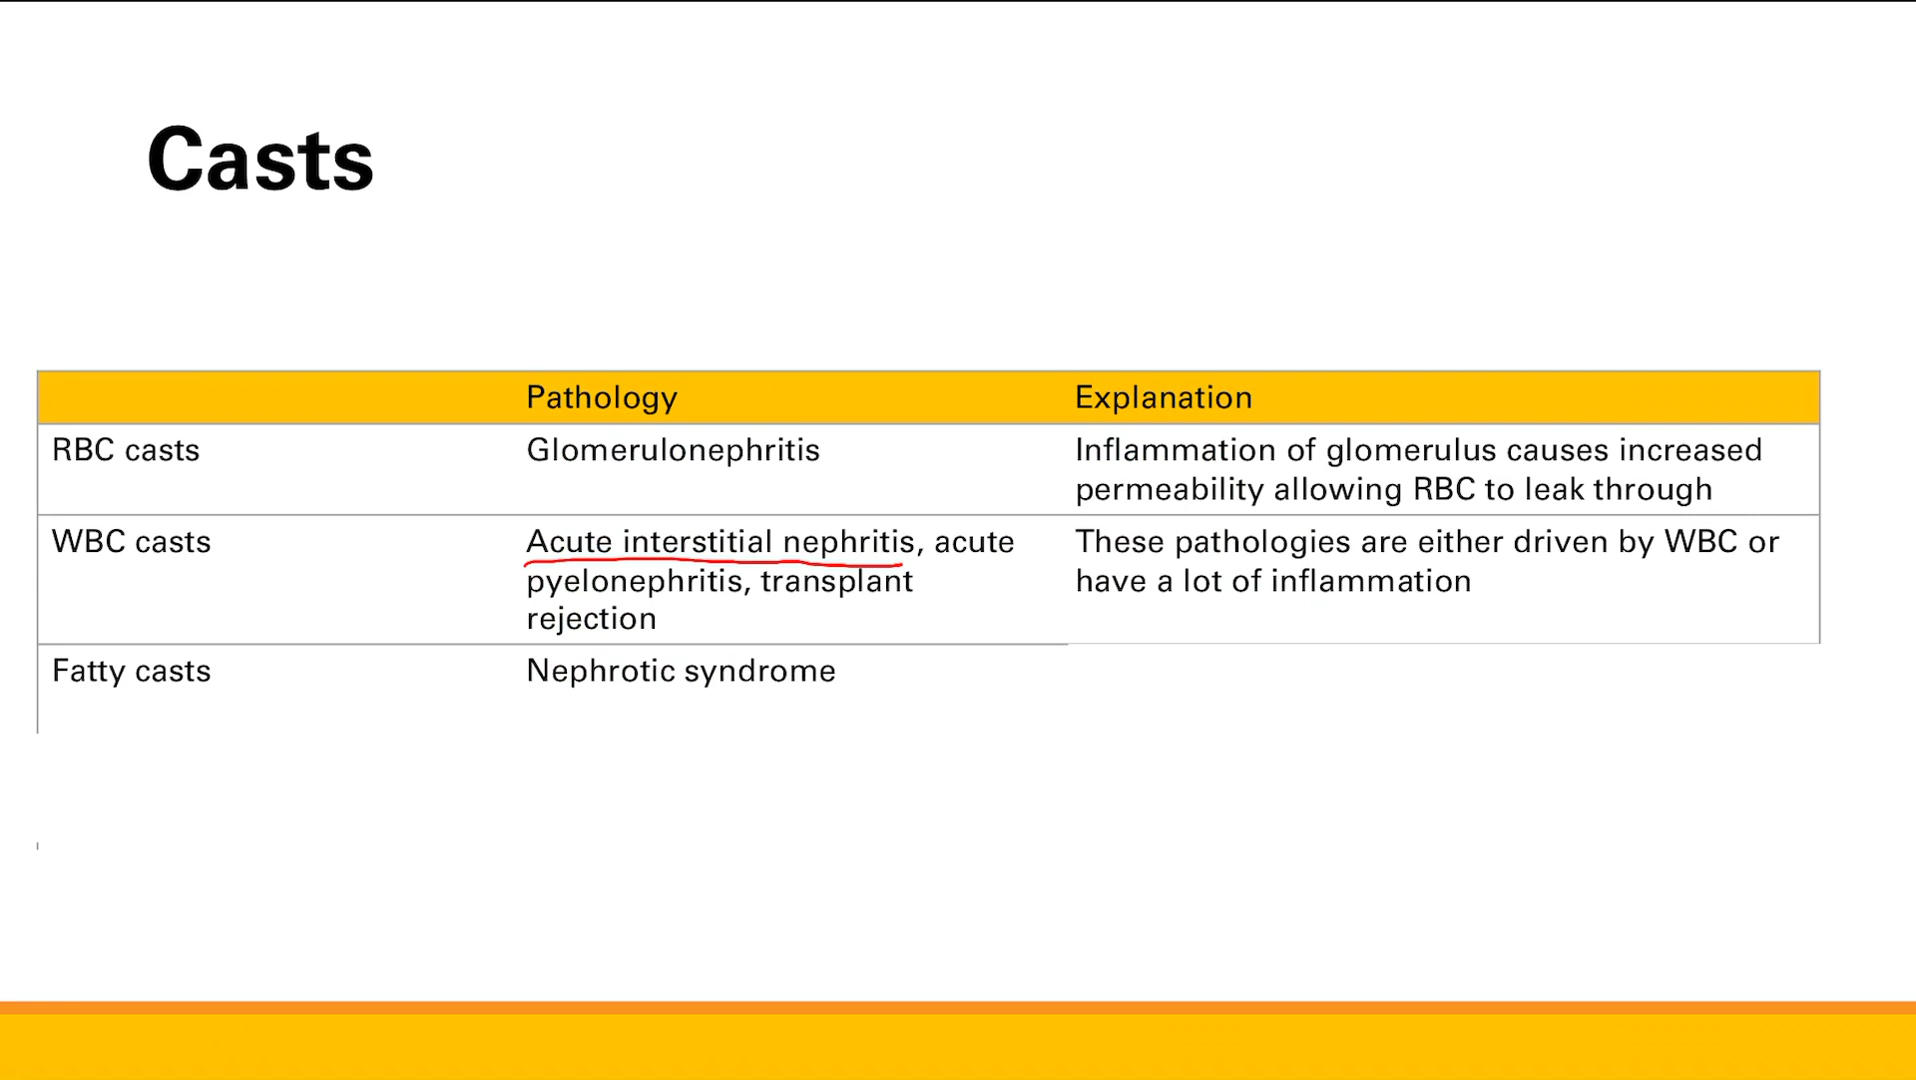 Casts
Pathology
Explanation
RBC casts
Glomerulonephritis
Inflammation of glomerulus causes increased
permeability allowing RBC to leak through
WBC casts
Acute interstitial nephritis, acute
pyelonephritis, transplant
rejection
These pathologies are either driven by WBC or
have a lot of inflammation
Fatty casts
Nephrotic syndrome